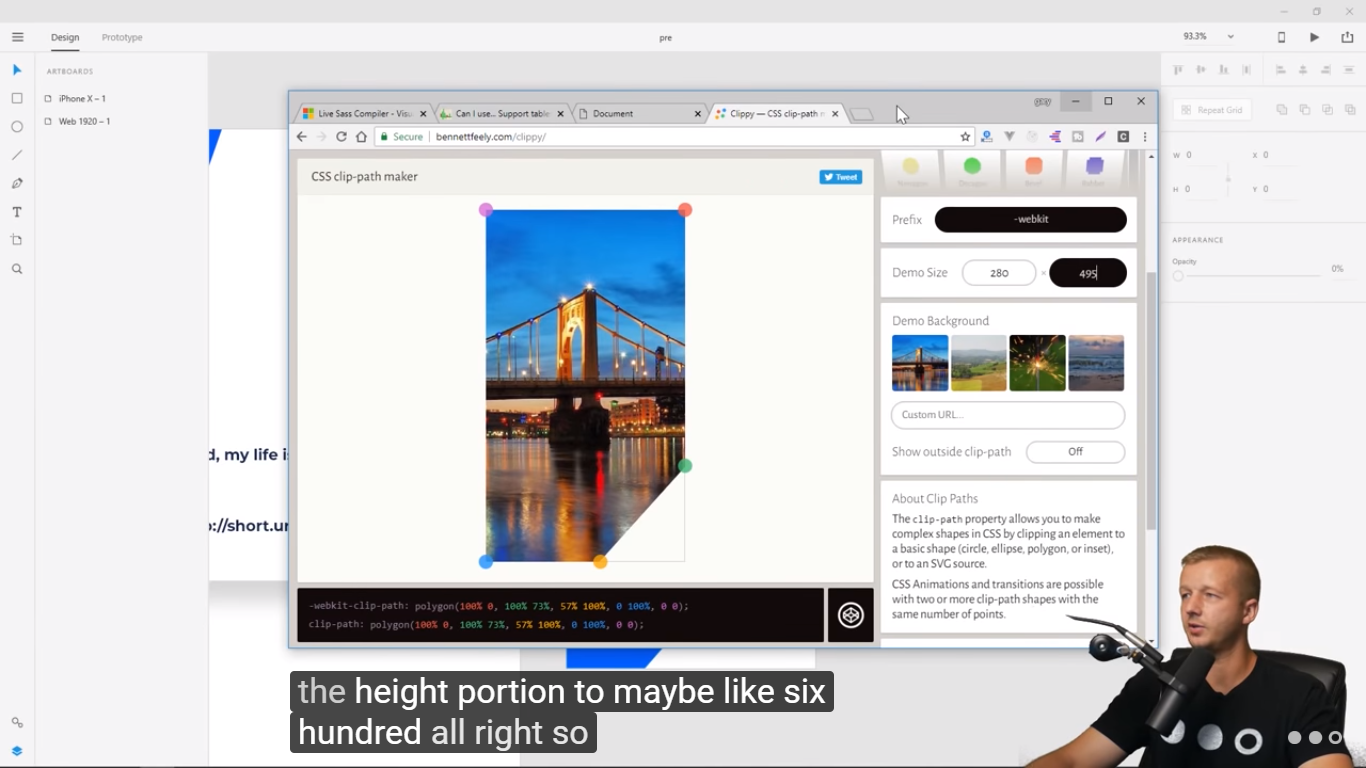 Design
Prototype
pre
93.3%
ARTBOARDS
iPhone X – 1
Web 1920 – 1
Repeat Grid
W 0
X 0
H 0
Y 0
APPEARANCE
Opacity
0%
d, my life i
://short.ur
Live Sass Compiler - Visu
Can I use... Support table
Document
Clippy — CSS clip-path m
gary
Secure
bennettfeely.com/clippy/
CSS clip-path maker
Tweet
Prefix
-webkit
Demo Size
280
×
495
Demo Background
Custom URL...
Show outside clip-path
Off
About Clip Paths
The clip-path property allows you to make
complex shapes in CSS by clipping an element to
a basic shape (circle, ellipse, polygon, or inset),
or to an SVG source.
CSS Animations and transitions are possible
with two or more clip-path shapes with the
same number of points.
-webkit-clip-path: polygon(100% 0, 100% 73%, 57% 100%, 0 100%, 0 0);
clip-path: polygon(100% 0, 100% 73%, 57% 100%, 0 100%, 0 0);
the height portion to maybe like six
hundred all right so